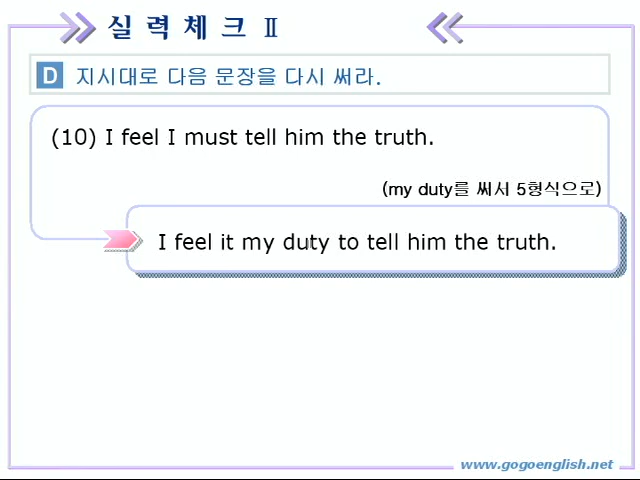 실 력 체 크 Ⅱ
D 지시대로 다음 문장을 다시 써라.
(10) I feel I must tell him the truth.
(my duty를 써서 5형식으로)
I feel it my duty to tell him the truth.
www.gogoenglish.net